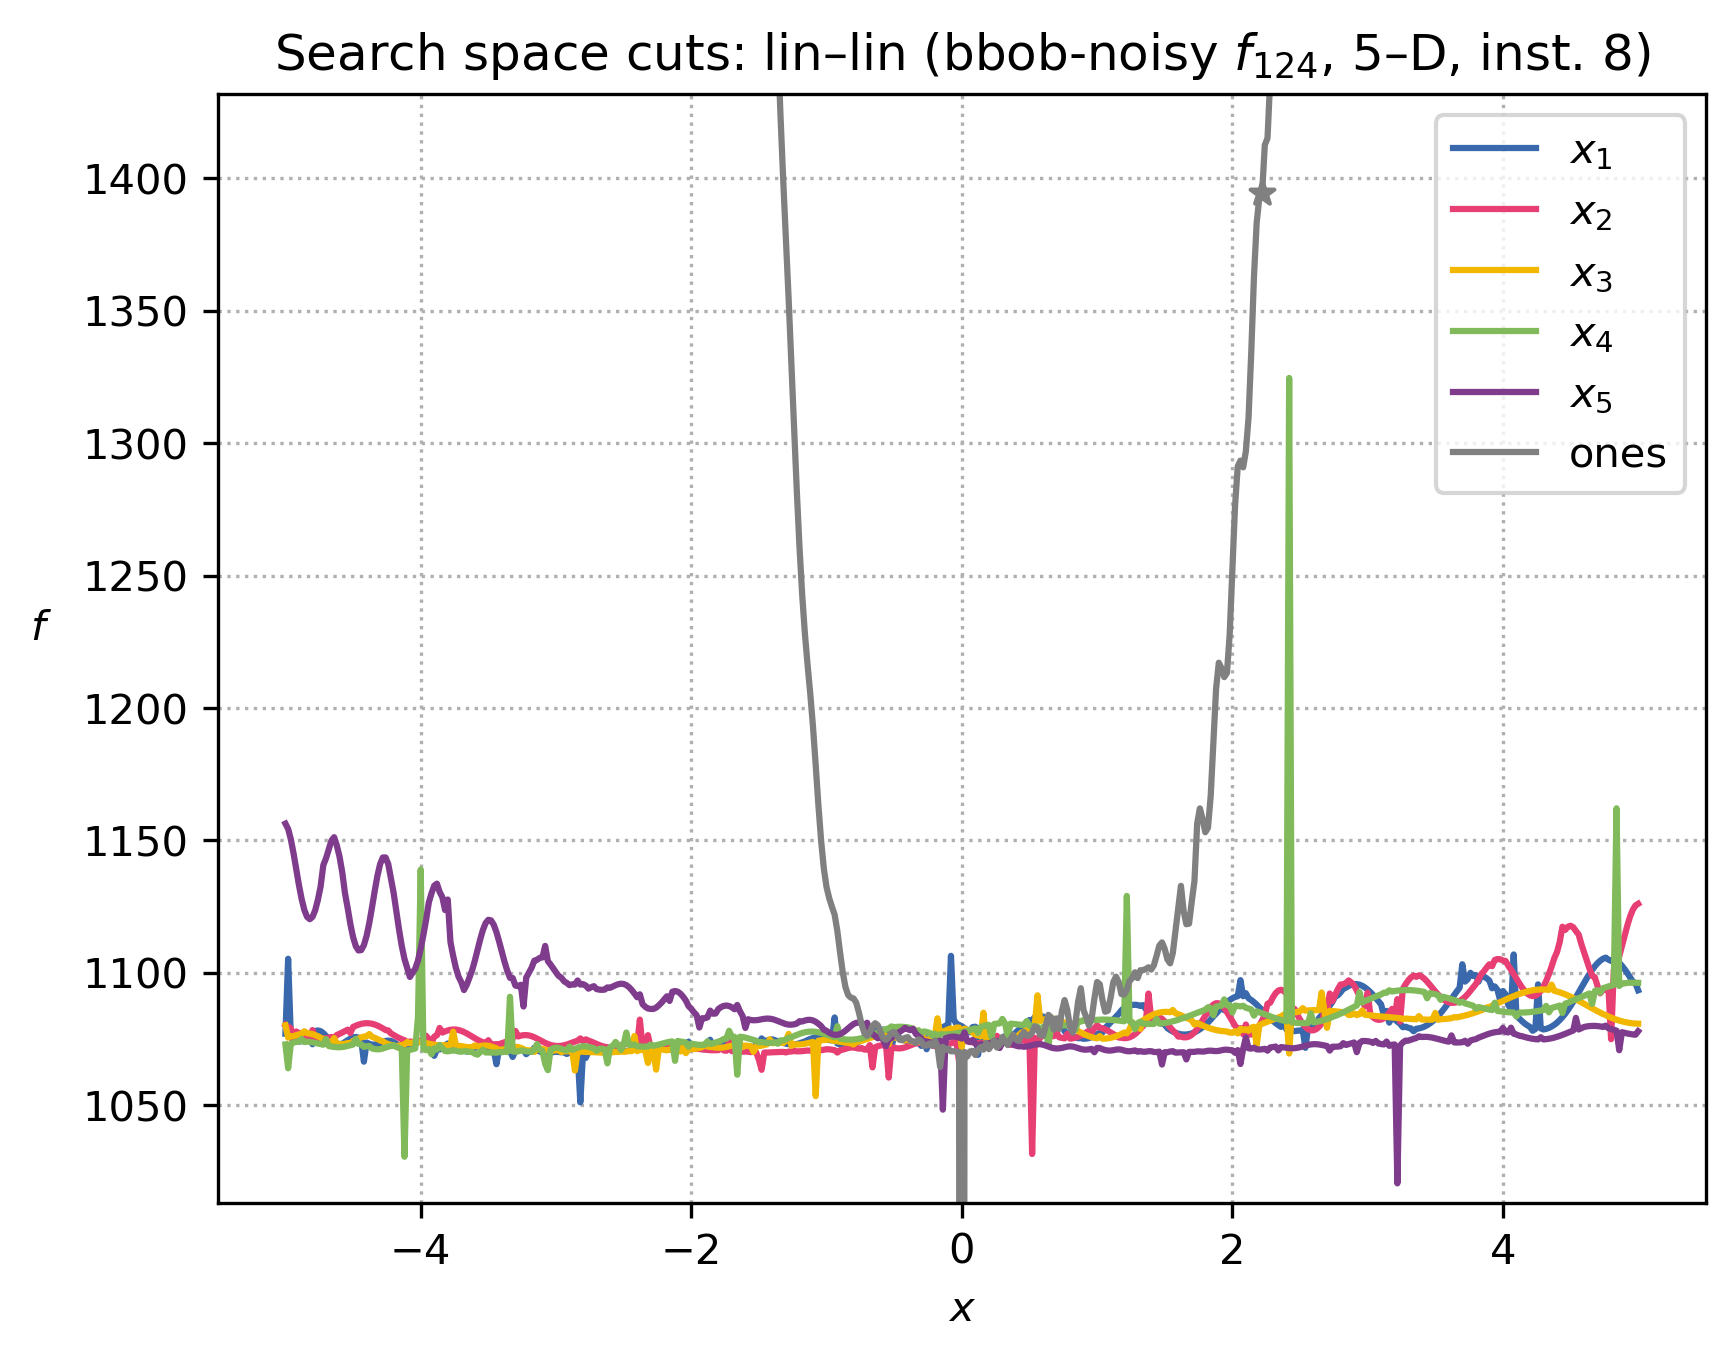 Search space cuts: lin–lin (bbob-noisy f₁₂₄, 5–D, inst. 8)
x₁
x₂
x₃
x₄
x₅
ones
1400
1350
1300
1250
1200
1150
1100
1050
f
−4
−2
0
2
4
x